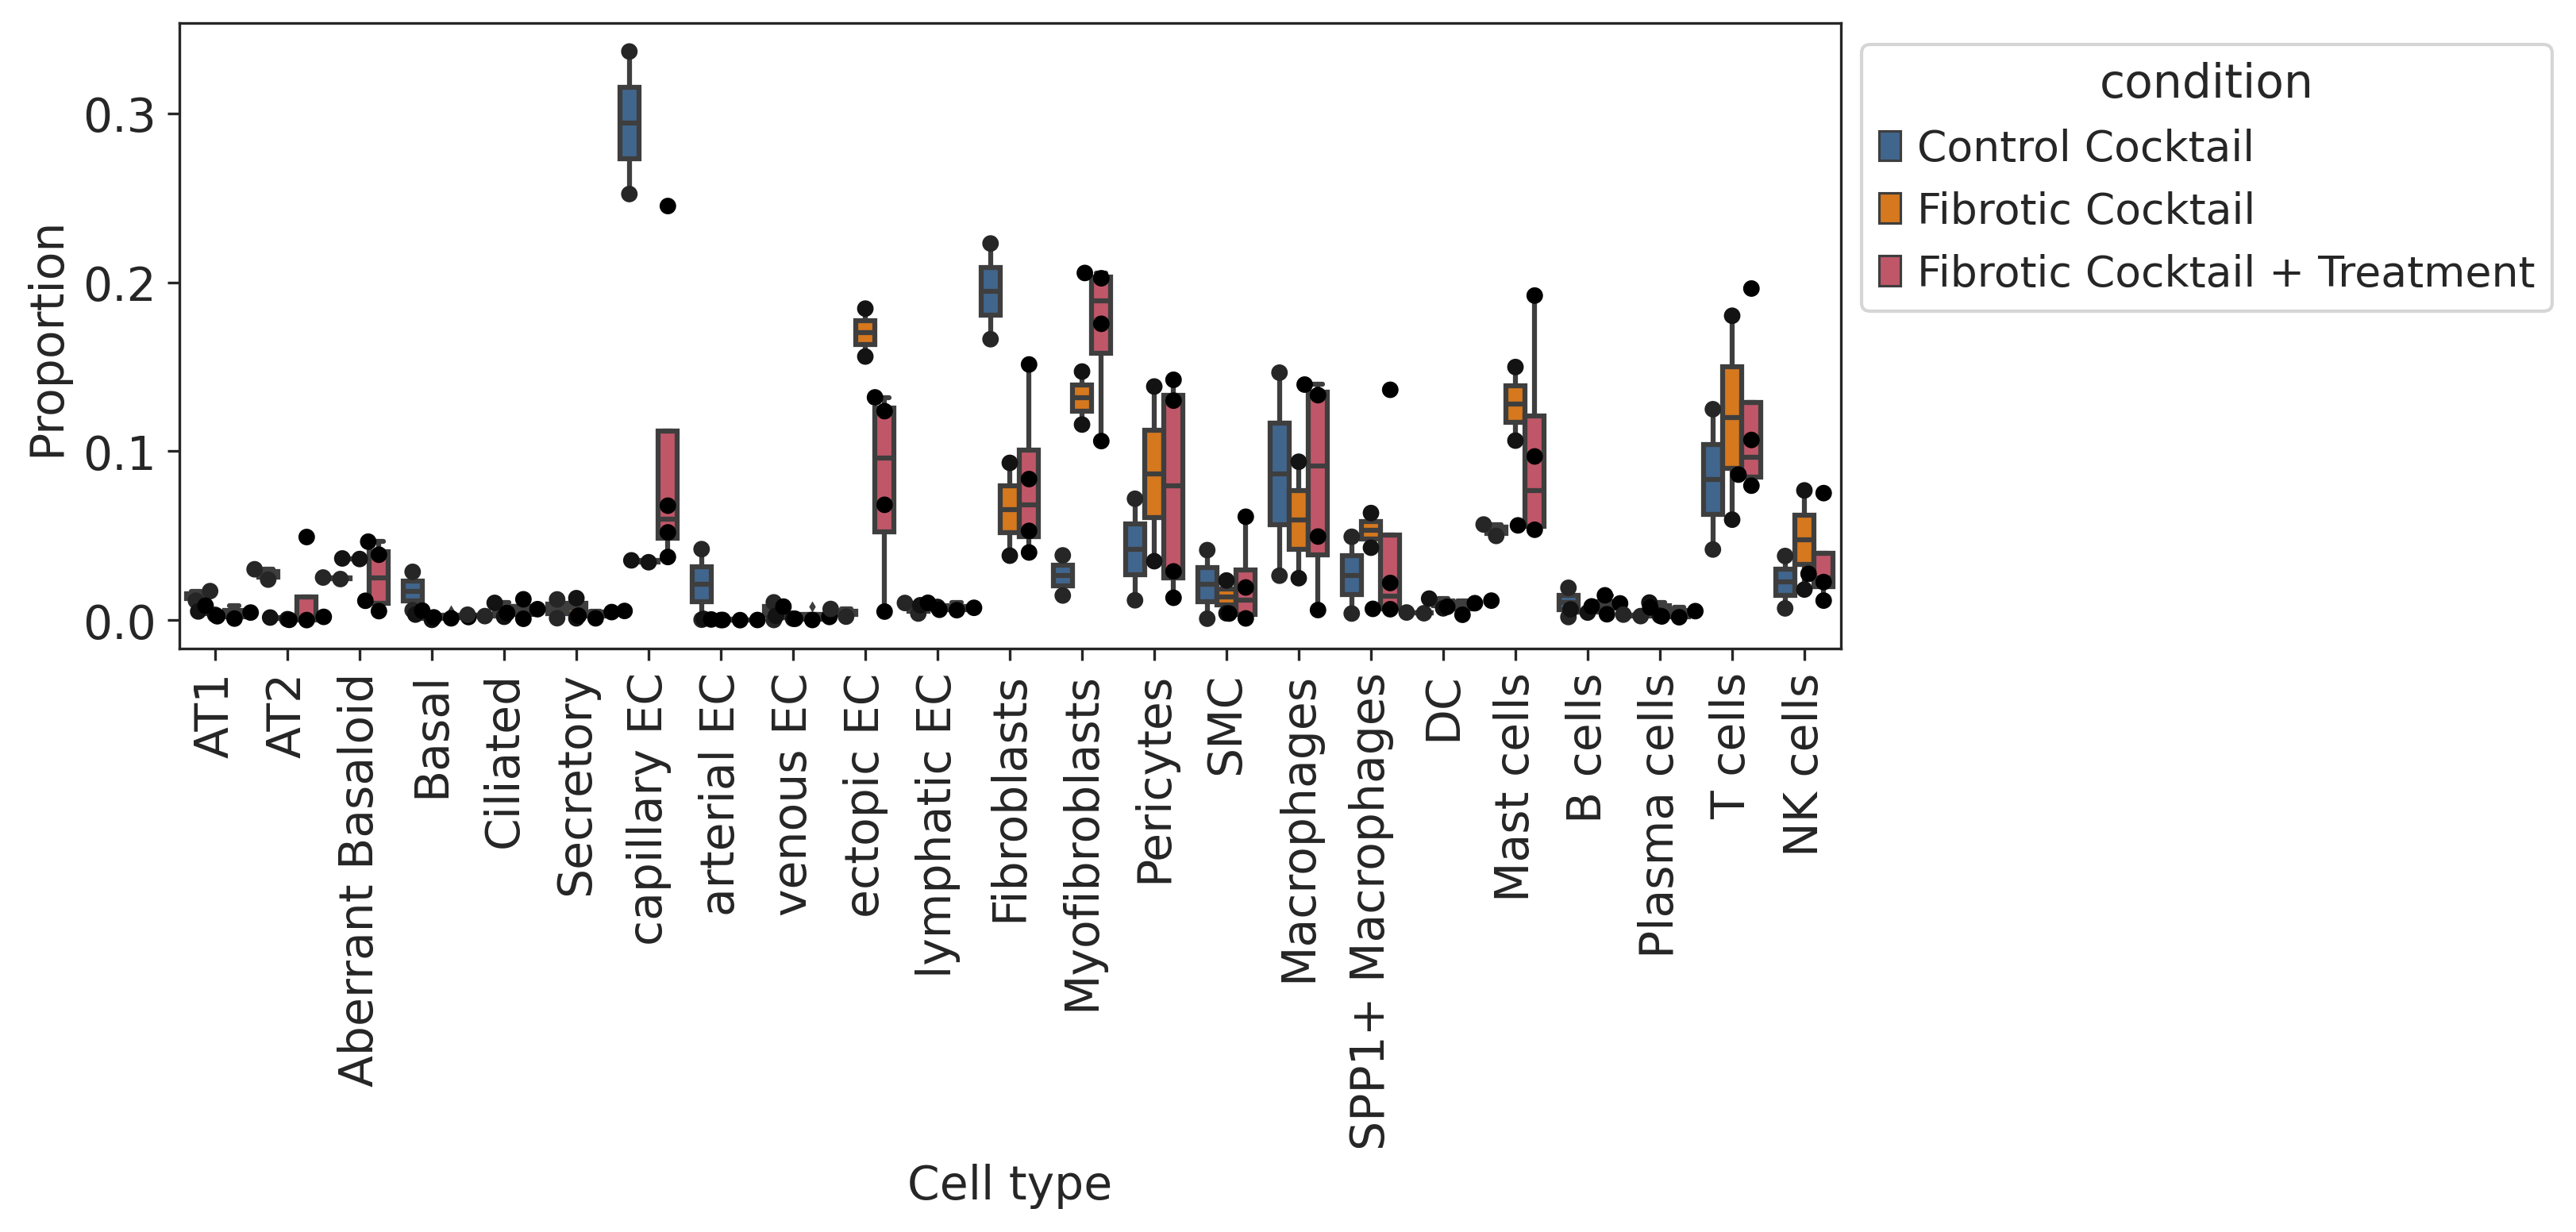 condition
Control Cocktail
Fibrotic Cocktail
Fibrotic Cocktail + Treatment
Proportion
0.3
0.2
0.1
0.0
AT1
AT2
Aberrant Basaloid
Basal
Ciliated
Secretory
capillary EC
arterial EC
venous EC
ectopic EC
lymphatic EC
Fibroblasts
Myofibroblasts
Pericytes
SMC
Macrophages
SPP1+ Macrophages
DC
Mast cells
B cells
Plasma cells
T cells
NK cells
Cell type